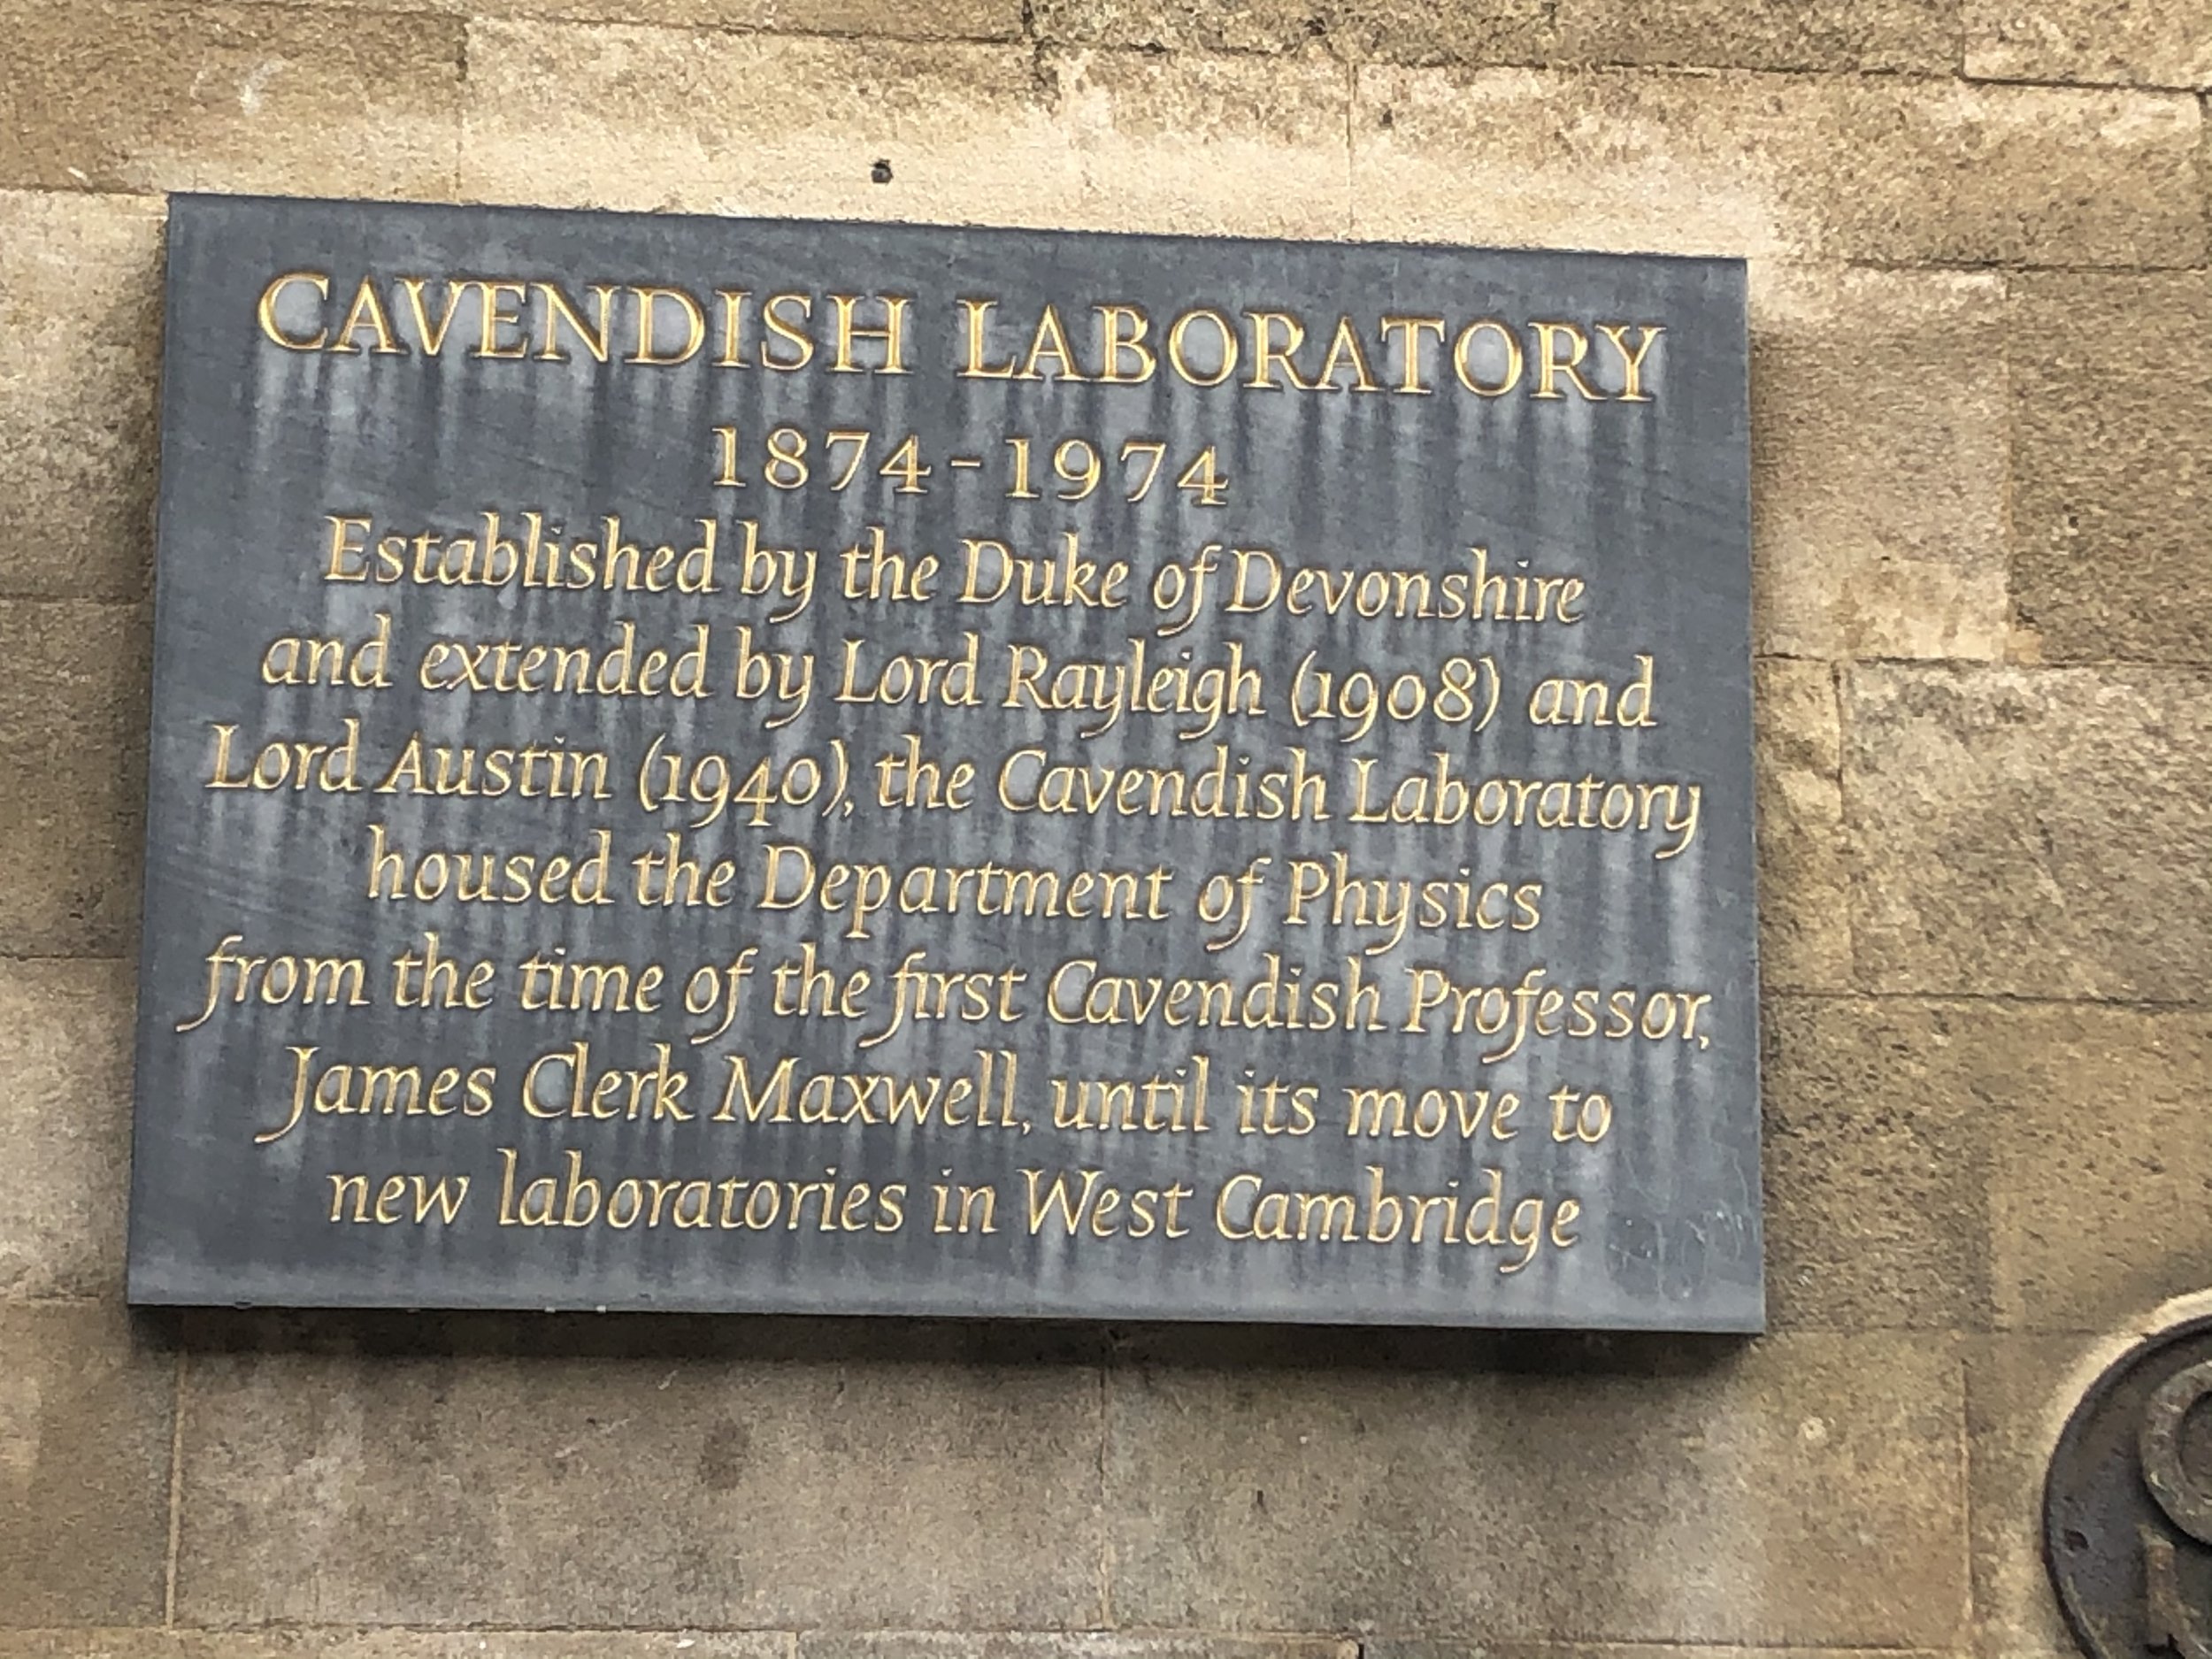 CAVENDISH LABORATORY
1874-1974
Established by the Duke of Devonshire
and extended by Lord Rayleigh (1908) and
Lord Austin (1940), the Cavendish Laboratory
housed the Department of Physics
from the time of the first Cavendish Professor,
James Clerk Maxwell, until its move to
new laboratories in West Cambridge